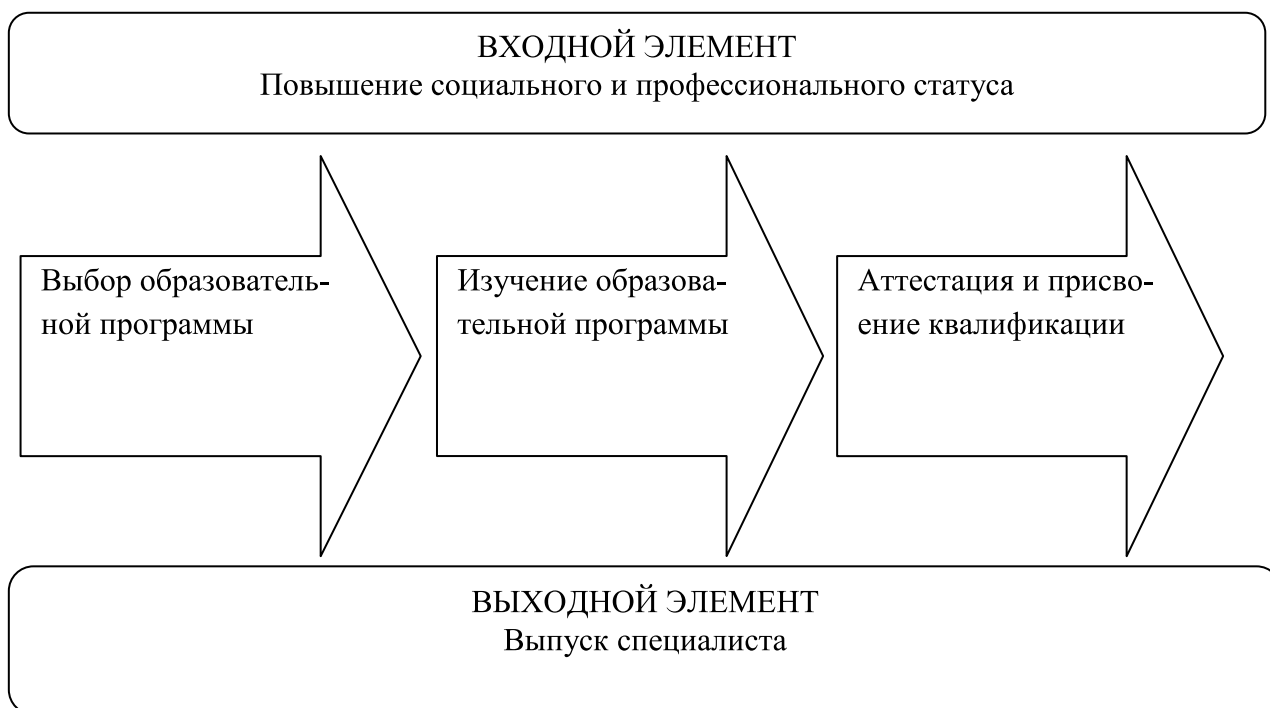 ВХОДНОЙ ЭЛЕМЕНТ
Повышение социального и профессионального статуса
Выбор образователь-
ной программы
Изучение образова-
тельной программы
Аттестация и присво-
ение квалификации
ВЫХОДНОЙ ЭЛЕМЕНТ
Выпуск специалиста